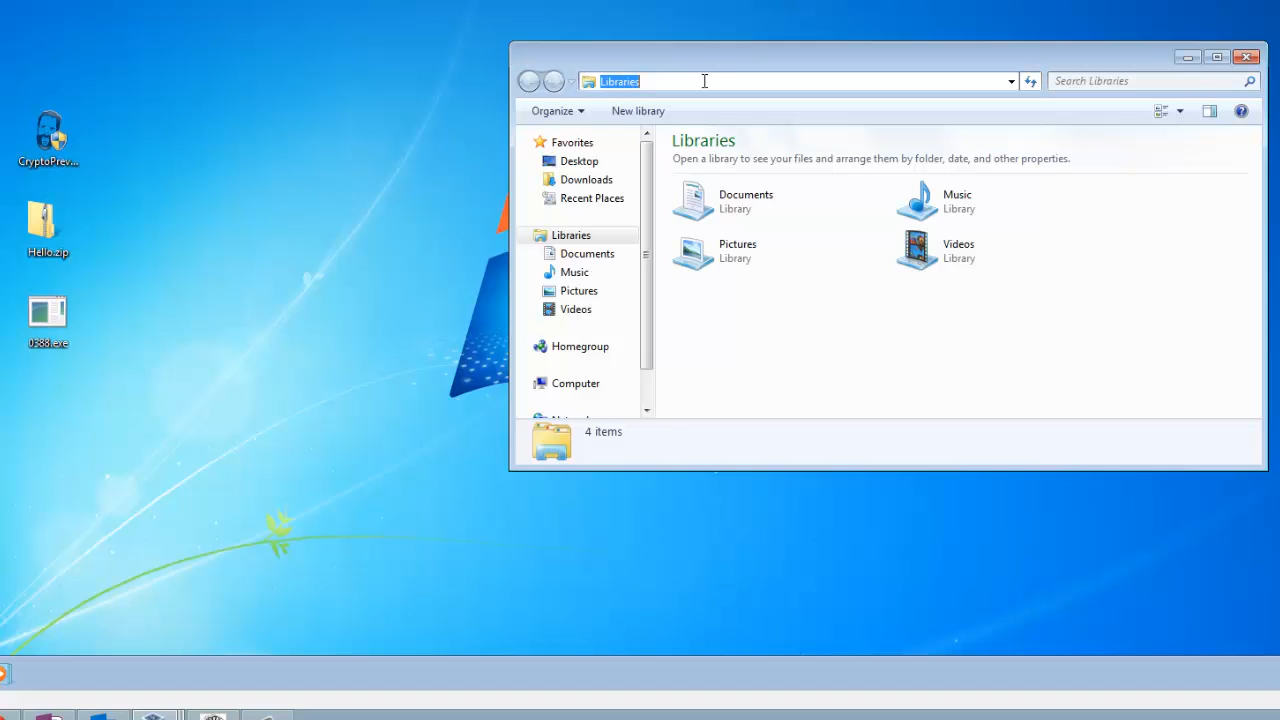 CryptoPrev...
Hello.zip
0388.exe
Libraries
Search Libraries
Organize
New library
Favorites
Desktop
Downloads
Recent Places
Libraries
Documents
Music
Pictures
Videos
Homegroup
Computer
Libraries
Open a library to see your files and arrange them by folder, date, and other properties.
Documents
Library
Music
Library
Pictures
Library
Videos
Library
4 items